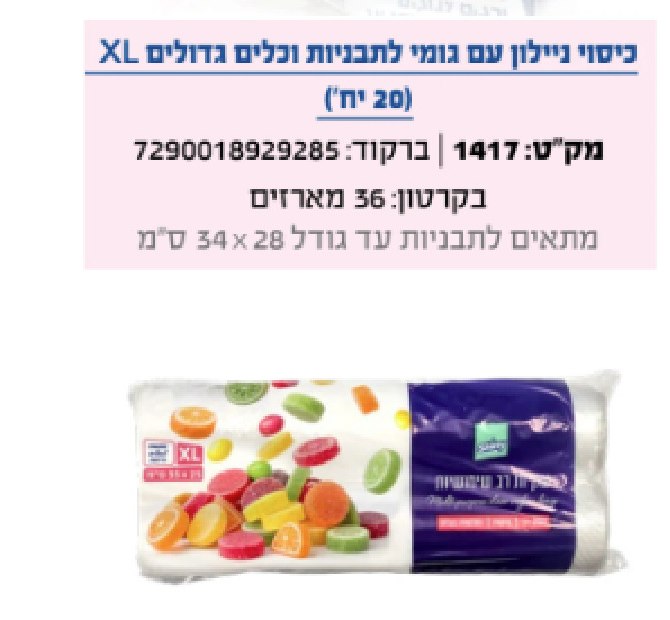 כיסוי ניילון עם גומי לתבניות וכלים גדולים XL
(20 יח')
מק"ט: 1417 | ברקוד: 7290018929285
בקרטון: 36 מארזים
מתאים לתבניות עד גודל 28 x 34 ס"מ
XL